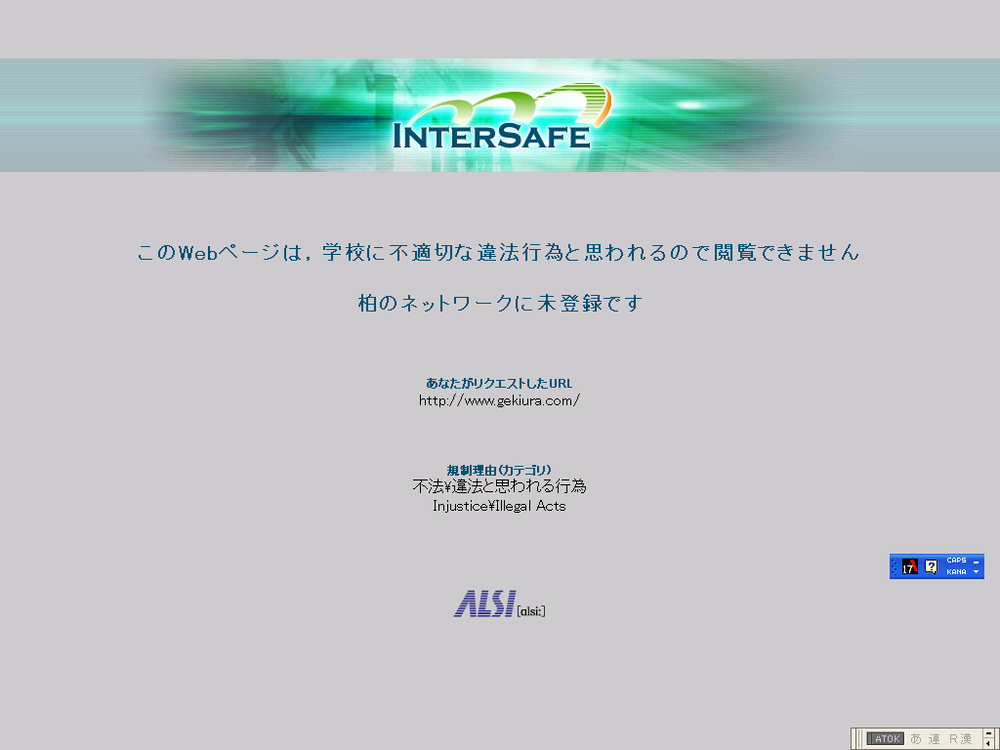 INTERSAFE
このWebページは，学校に不適切な違法行為と思われるので閲覧できません
柏のネットワークに未登録です
あなたがリクエストしたURL
http://www.gekiura.com/
規制理由(カテゴリ)
不法¥違法と思われる行為
Injustice¥Illegal Acts
17 ? CAPS
KANA
ALSI [alsi:]
ATOK あ 連 R漢